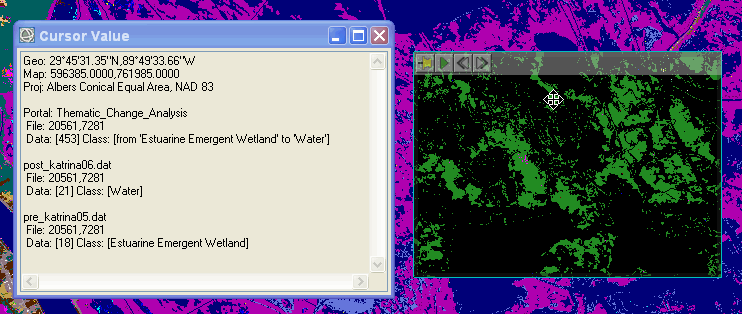 Cursor Value
Geo: 29°45'31.35"N,89°49'33.66"W
Map: 596385.0000,761985.0000
Proj: Albers Conical Equal Area, NAD 83
Portal: Thematic_Change_Analysis
File: 20561,7281
Data: [453] Class: [from 'Estuarine Emergent Wetland' to 'Water']
post_katrina06.dat
File: 20561,7281
Data: [21] Class: [Water]
pre_katrina05.dat
File: 20561,7281
Data: [18] Class: [Estuarine Emergent Wetland]